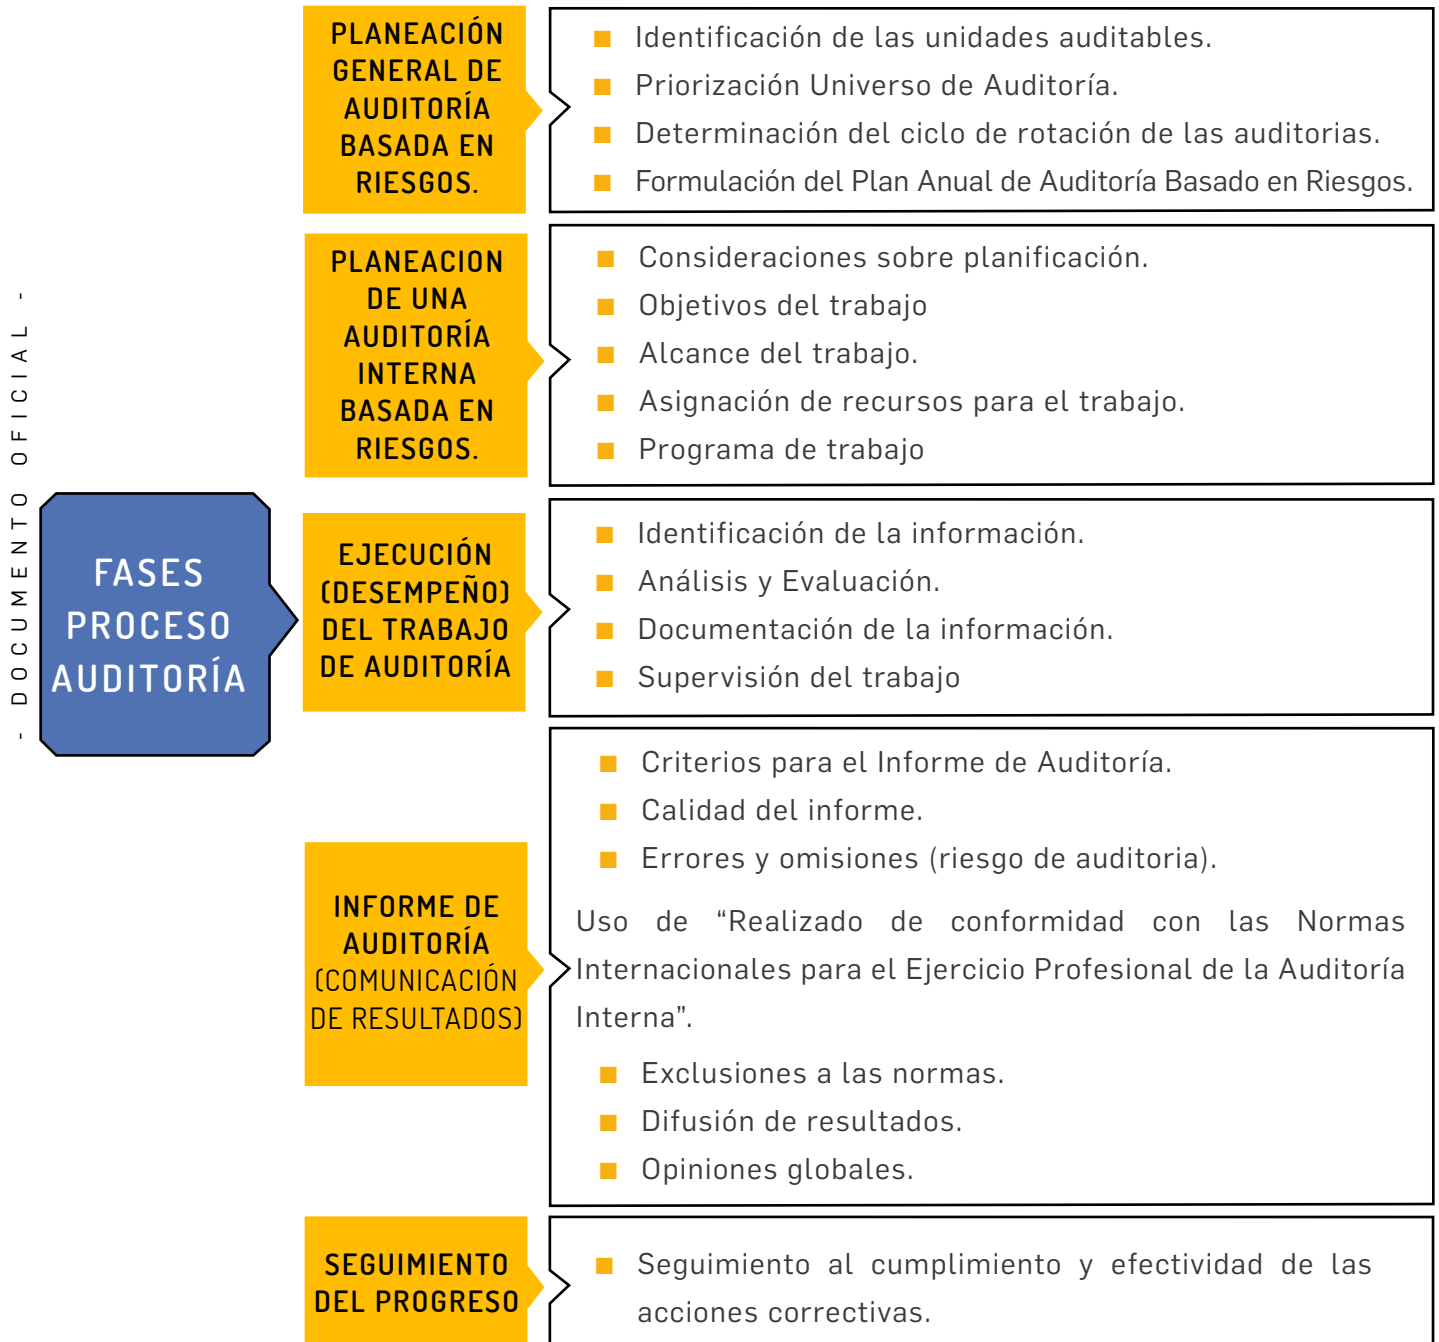 - DOCUMENTO OFICIAL -
FASES
PROCESO
AUDITORÍA
PLANEACIÓN
GENERAL DE
AUDITORÍA
BASADA EN
RIESGOS.
Identificación de las unidades auditables.
Priorización Universo de Auditoría.
Determinación del ciclo de rotación de las auditorias.
Formulación del Plan Anual de Auditoría Basado en Riesgos.
PLANEACION
DE UNA
AUDITORÍA
INTERNA
BASADA EN
RIESGOS.
Consideraciones sobre planificación.
Objetivos del trabajo
Alcance del trabajo.
Asignación de recursos para el trabajo.
Programa de trabajo
EJECUCIÓN
(DESEMPEÑO)
DEL TRABAJO
DE AUDITORÍA
Identificación de la información.
Análisis y Evaluación.
Documentación de la información.
Supervisión del trabajo
INFORME DE
AUDITORÍA
(COMUNICACIÓN
DE RESULTADOS)
Criterios para el Informe de Auditoría.
Calidad del informe.
Errores y omisiones (riesgo de auditoria).
Uso de “Realizado de conformidad con las Normas
Internacionales para el Ejercicio Profesional de la Auditoría
Interna”.
Exclusiones a las normas.
Difusión de resultados.
Opiniones globales.
SEGUIMIENTO
DEL PROGRESO
Seguimiento al cumplimiento y efectividad de las
acciones correctivas.